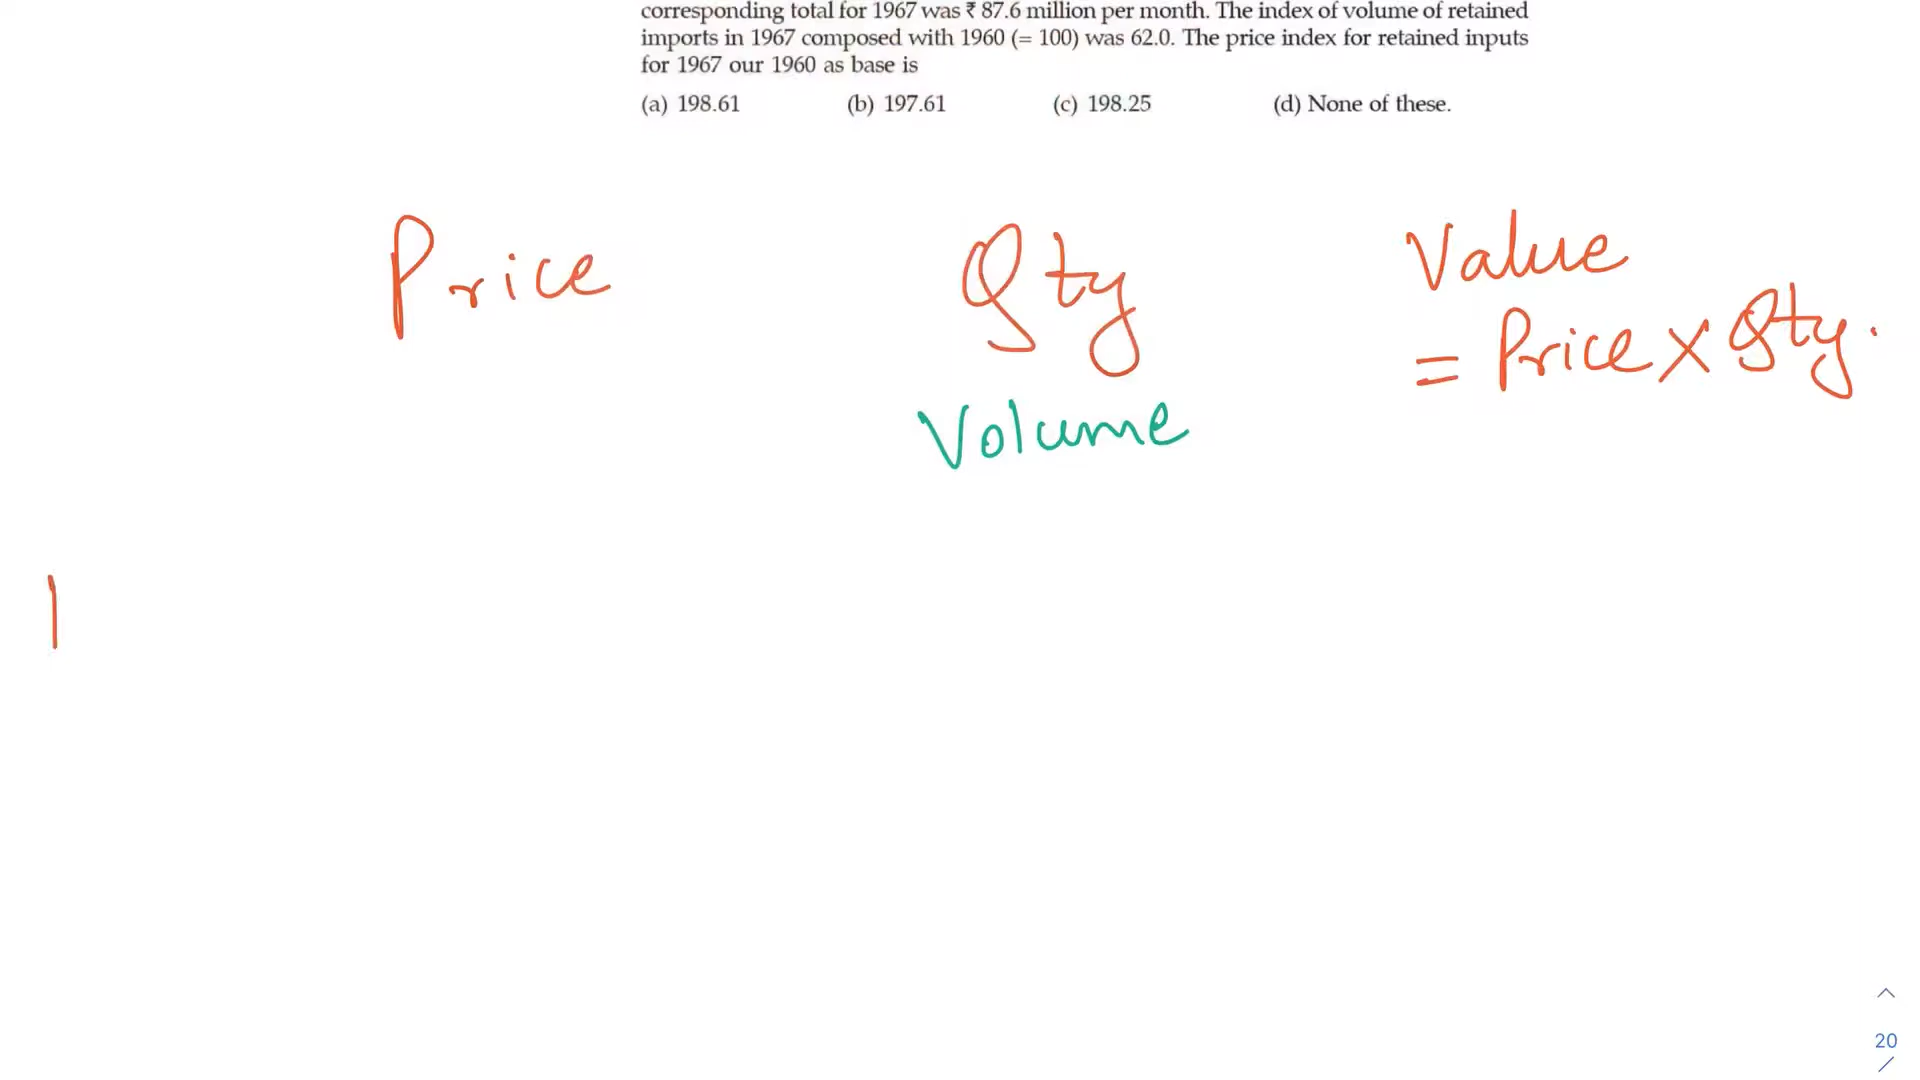 corresponding total for 1967 was ₹ 87.6 million per month. The index of volume of retained
imports in 1967 composed with 1960 (= 100) was 62.0. The price index for retained inputs
for 1967 our 1960 as base is
(a) 198.61 (b) 197.61 (c) 198.25 (d) None of these.
Price Qty Value
= Price × Qty.
Volume
1
20